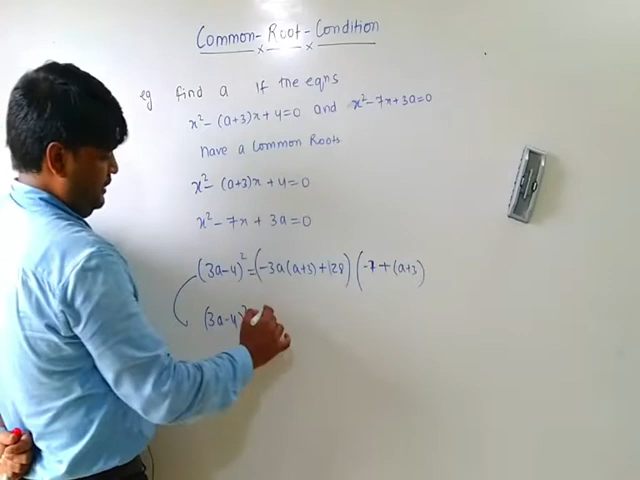 Common-Root-Condition
eg find a If the eqns
x²-(a+3)x+4=0 and x²-7x+3a=0
have a Common Roots
x²-(a+3)x+4=0
x²-7x+3a=0
(3a-4)²=(-3a(a+3)+28)(-7+(a+3)
(3a-4)²